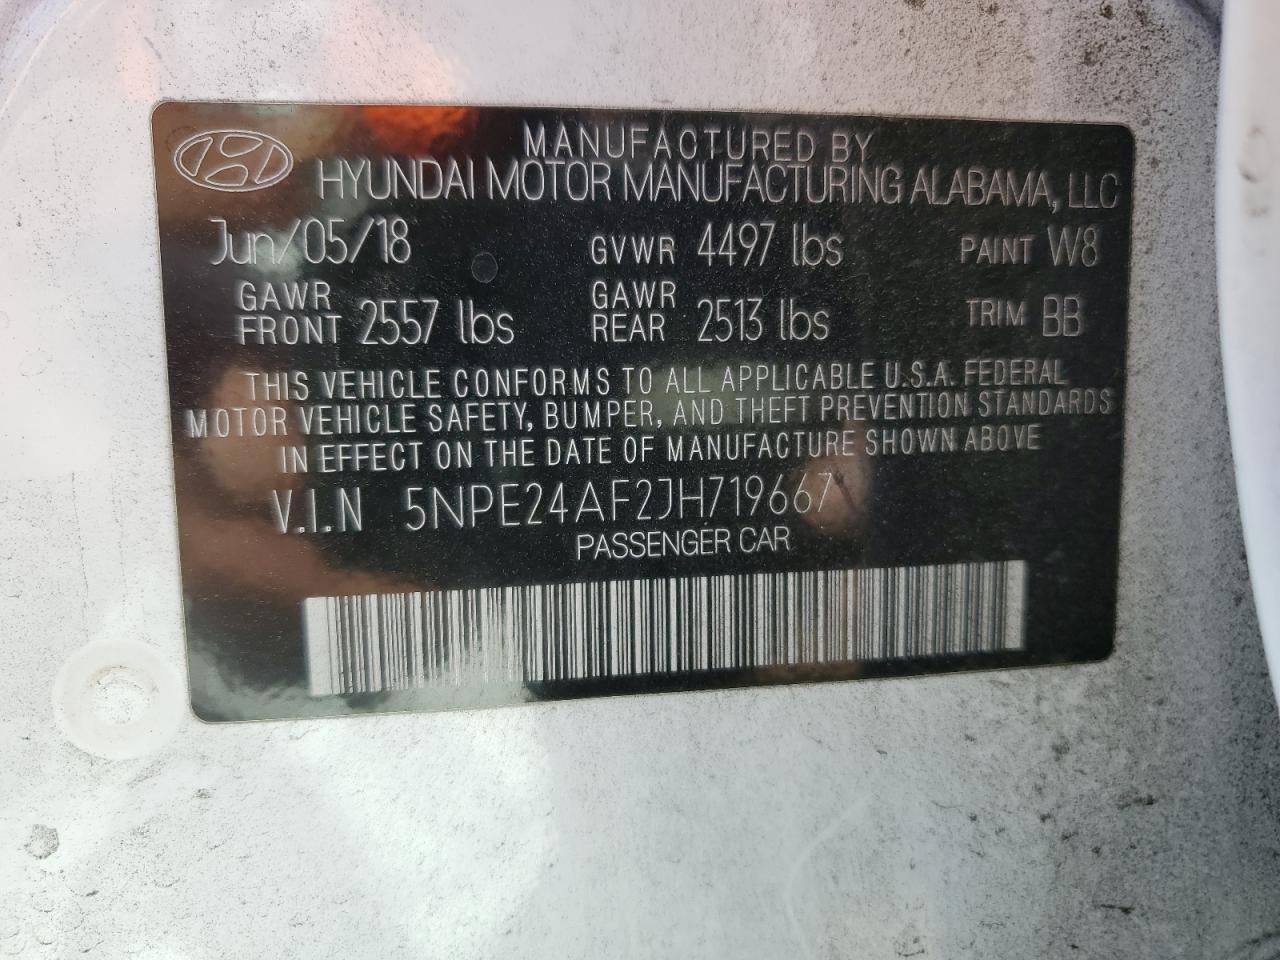 MANUFACTURED BY
HYUNDAI MOTOR MANUFACTURING ALABAMA, LLC
Jun/05/18 GVWR 4497 lbs PAINT W8
GAWR FRONT 2557 lbs GAWR REAR 2513 lbs TRIM BB
THIS VEHICLE CONFORMS TO ALL APPLICABLE U.S.A. FEDERAL
MOTOR VEHICLE SAFETY, BUMPER, AND THEFT PREVENTION STANDARDS
IN EFFECT ON THE DATE OF MANUFACTURE SHOWN ABOVE
V.I.N 5NPE24AF2JH719667
PASSENGER CAR